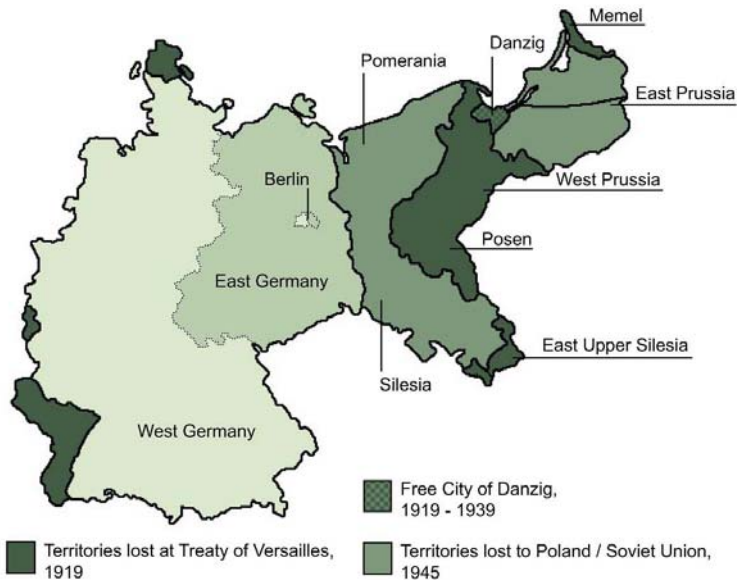 Memel
Danzig
Pomerania
East Prussia
Berlin
West Prussia
Posen
East Germany
East Upper Silesia
Silesia
West Germany
Free City of Danzig,
1919 - 1939
Territories lost at Treaty of Versailles,
1919
Territories lost to Poland / Soviet Union,
1945